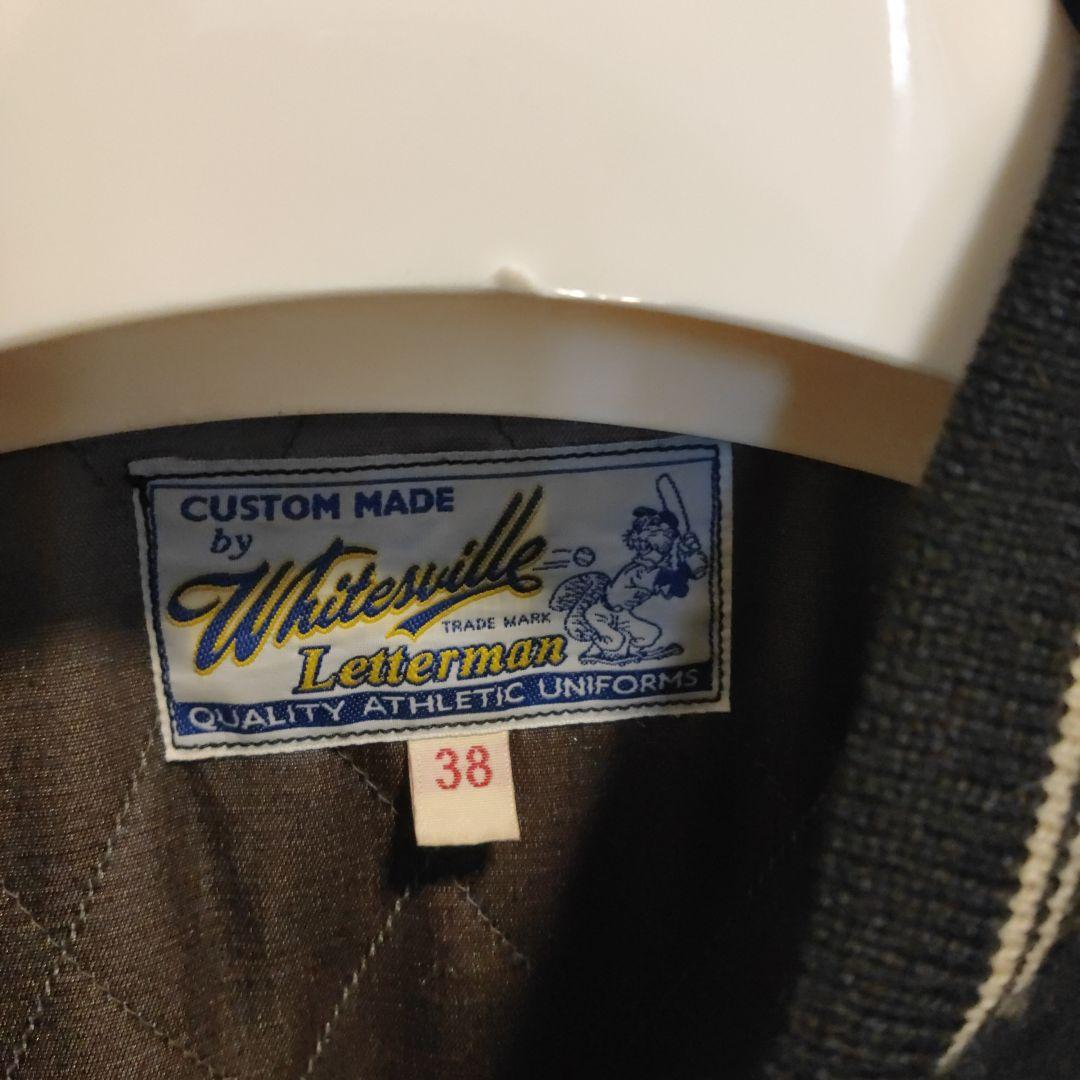 CUSTOM MADE
by
Whitesville
TRADE MARK
Letterman
QUALITY ATHLETIC UNIFORMS
38